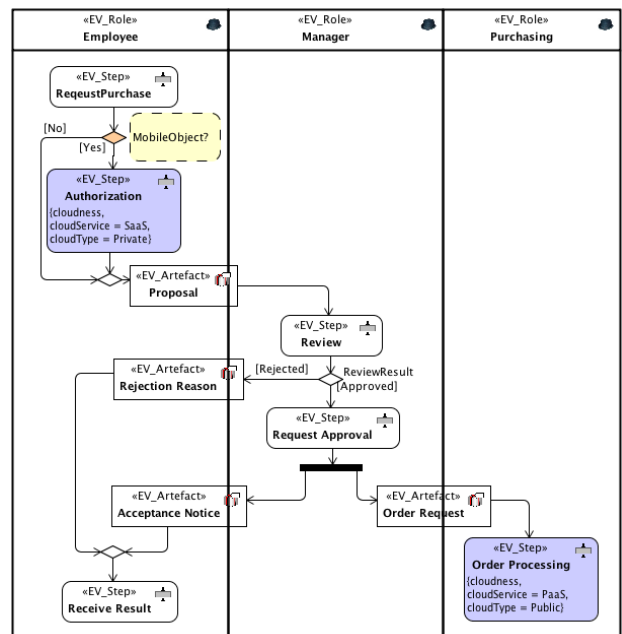 «EV_Role»
Employee
«EV_Role»
Manager
«EV_Role»
Purchasing
«EV_Step»
ReqeustPurchase
[No]
MobileObject?
[Yes]
«EV_Step»
Authorization
{cloudness,
cloudService = SaaS,
cloudType = Private}
«EV_Artefact»
Proposal
«EV_Step»
Review
[Rejected]
ReviewResult
[Approved]
«EV_Artefact»
Rejection Reason
«EV_Step»
Request Approval
«EV_Artefact»
Acceptance Notice
«EV_Artefact»
Order Request
«EV_Step»
Order Processing
{cloudness,
cloudService = PaaS,
cloudType = Public}
«EV_Step»
Receive Result